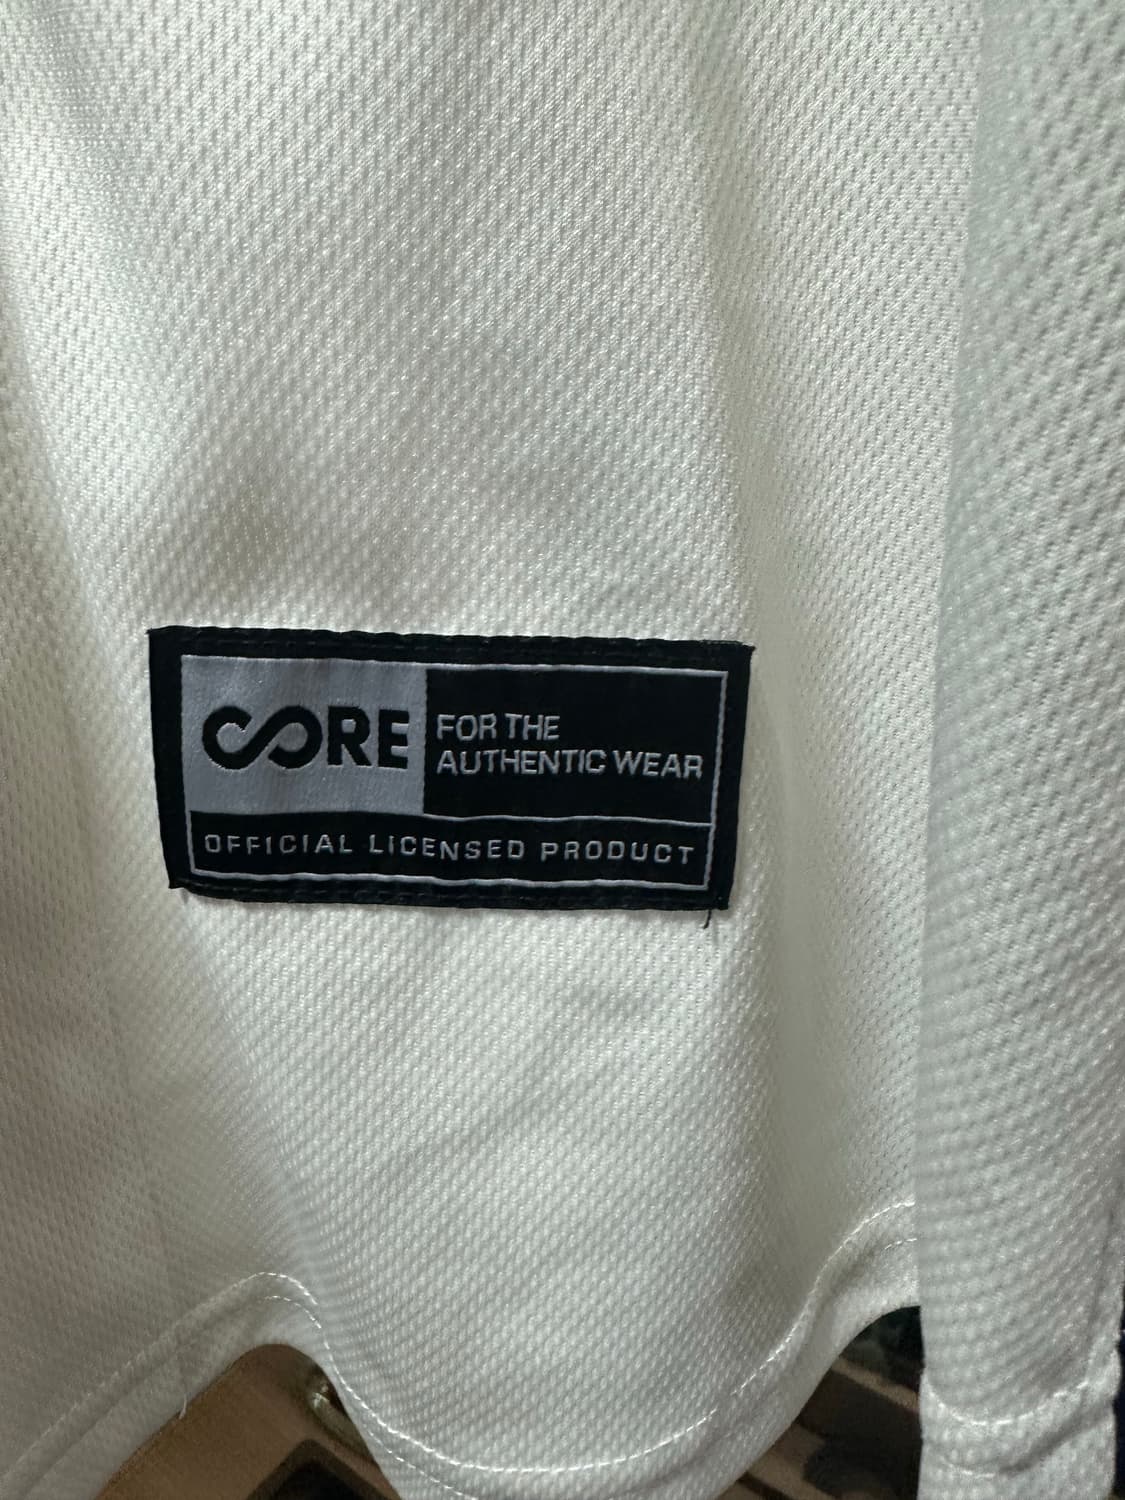 CORE
FOR THE
AUTHENTIC WEAR
OFFICIAL LICENSED PRODUCT